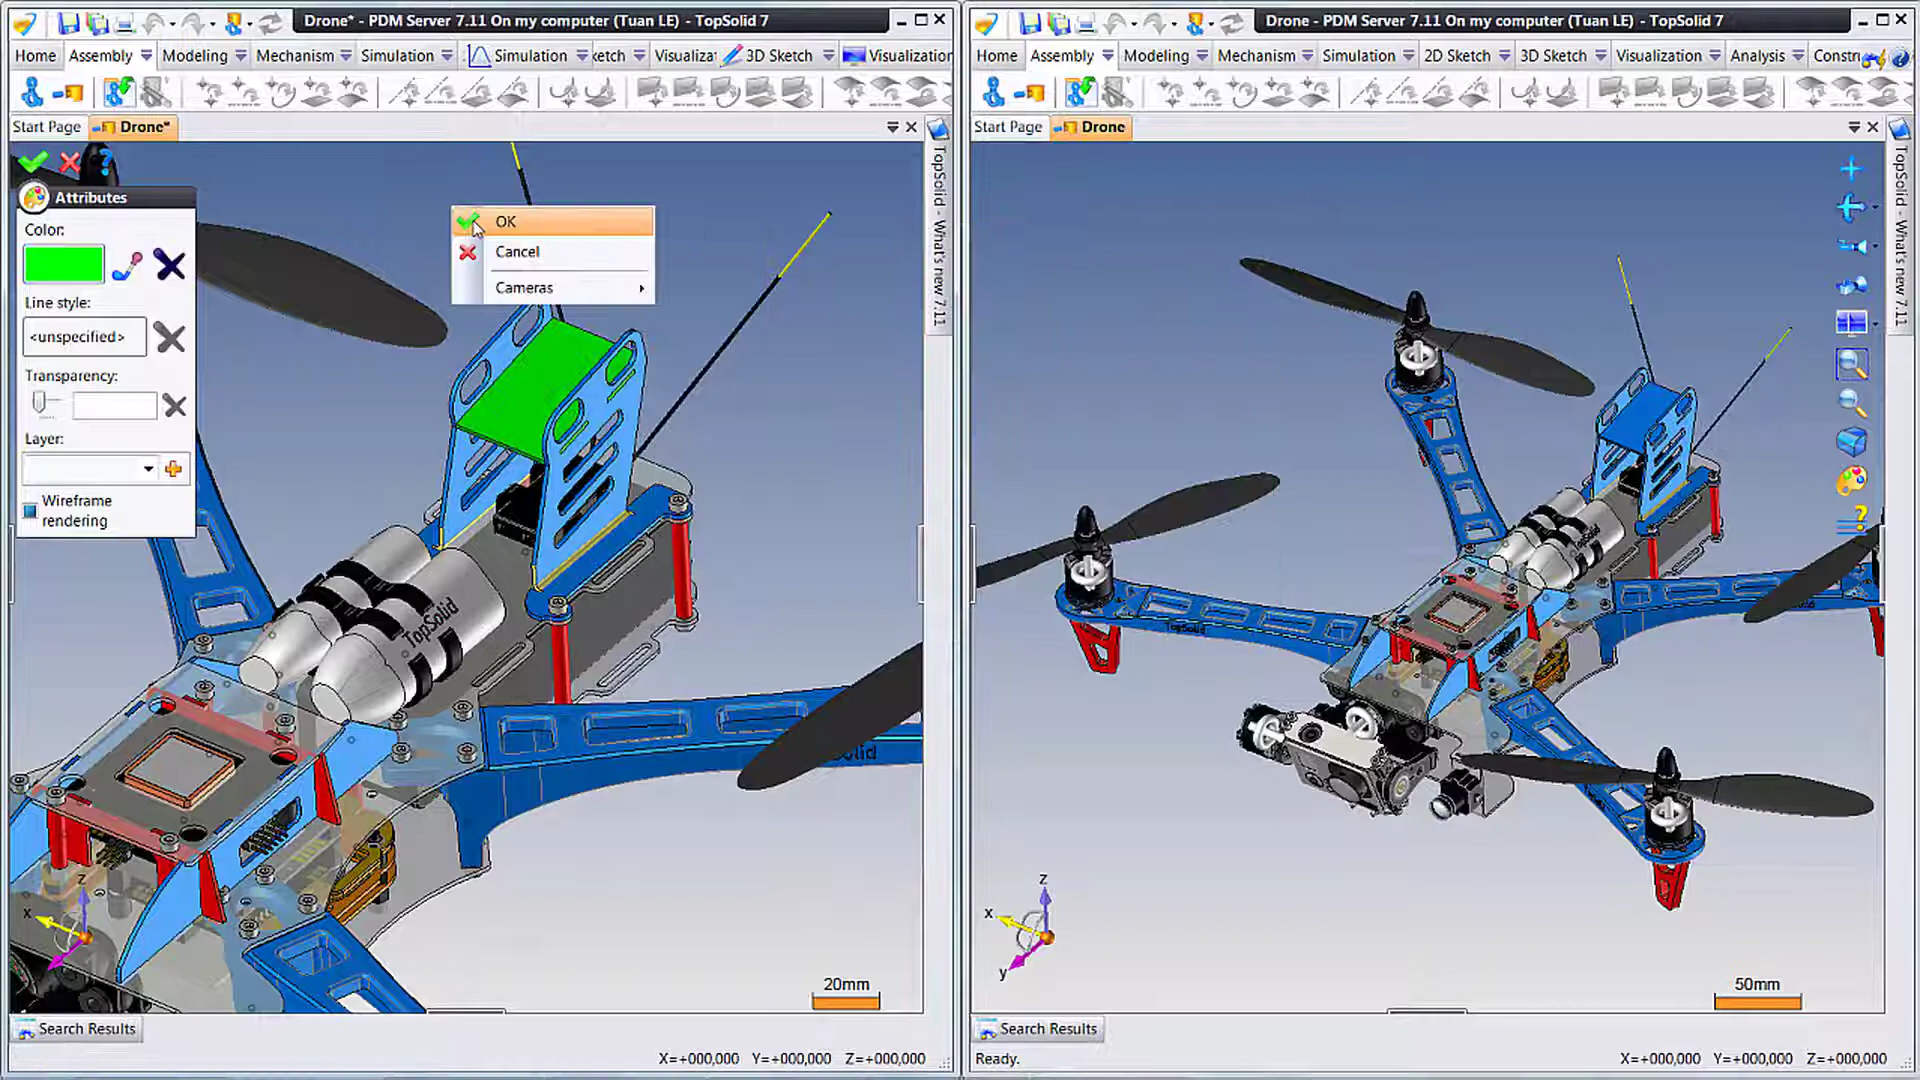 Drone* - PDM Server 7.11 On my computer (Tuan LE) - TopSolid 7
Home Assembly Modeling Mechanism Simulation Simulation ketch Visualiza 3D Sketch Visualization
Start Page Drone*
Attributes
Color:
Line style:
<unspecified>
Transparency:
Layer:
Wireframe
rendering
OK
Cancel
Cameras
TopSolid - What's new 7.11
TopSolid
Solid
z
x
20mm
Search Results
X=+000,000 Y=+000,000 Z=+000,000
Drone - PDM Server 7.11 On my computer (Tuan LE) - TopSolid 7
Home Assembly Modeling Mechanism Simulation 2D Sketch 3D Sketch Visualization Analysis Constr
Start Page Drone
TopSolid - What's new 7.11
TopSolid
TopSolid
z
x
y
50mm
Search Results
Ready.
X=+000,000 Y=+000,000 Z=+000,000